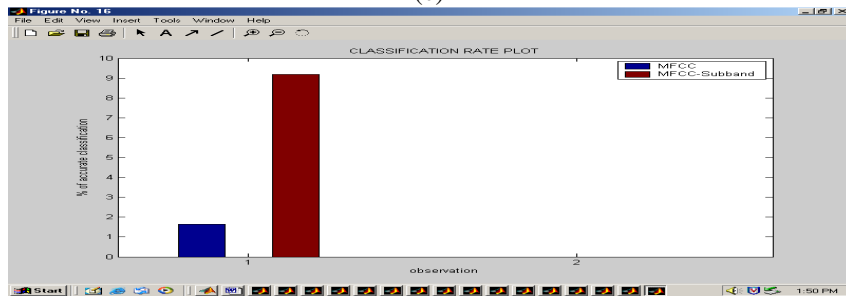 Figure No. 16
File Edit View Insert Tools Window Help
A
CLASSIFICATION RATE PLOT
MFCC
MFCC-Subband
10
9
8
7
6
5
4
3
2
1
0
% of accurate classification
1 2
observation
Start 1:50 PM